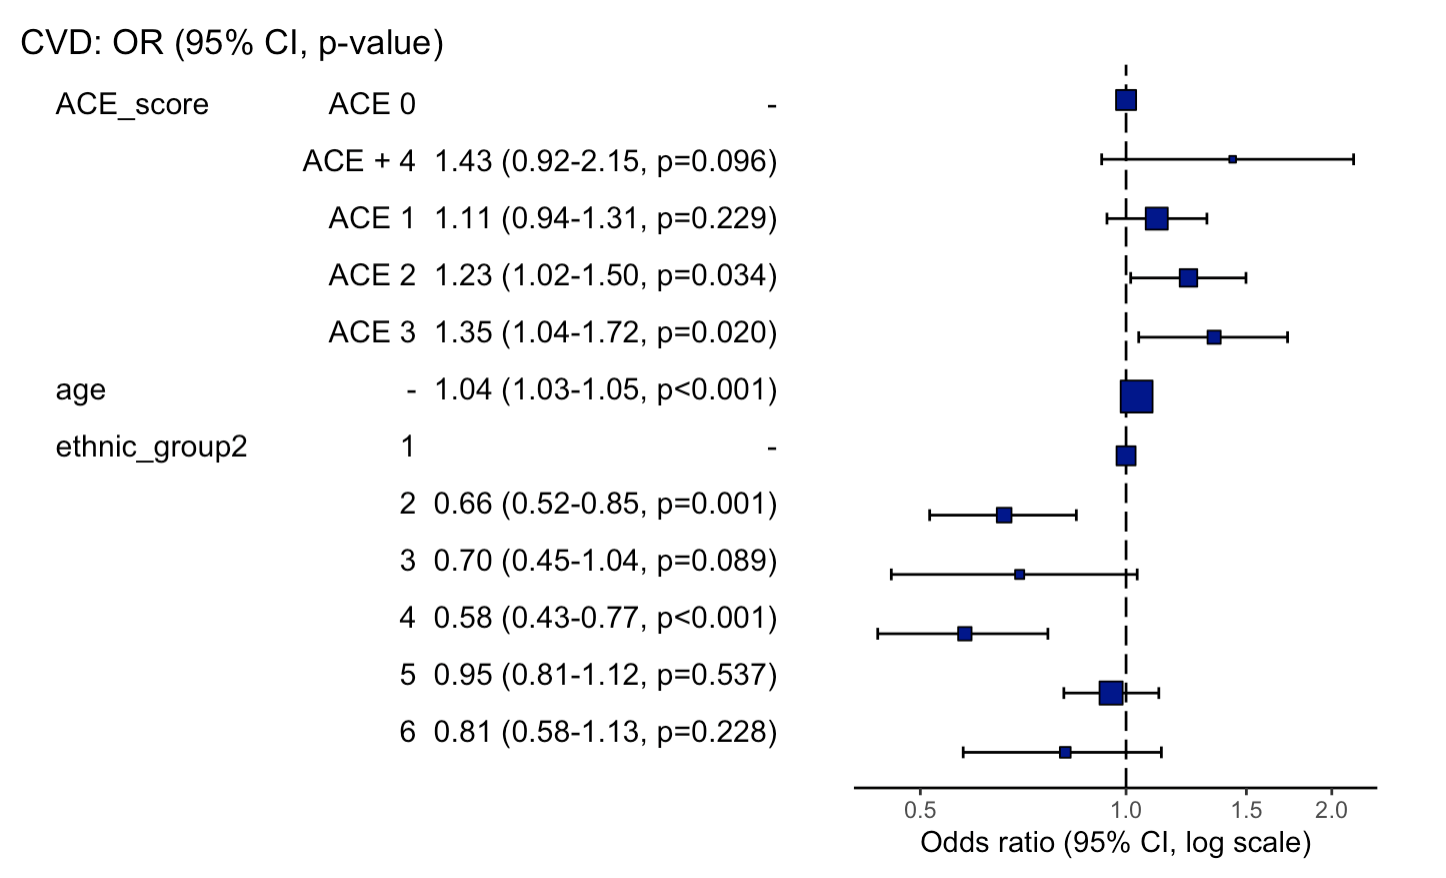 CVD: OR (95% CI, p-value)
ACE_score ACE 0 -
ACE + 4 1.43 (0.92-2.15, p=0.096)
ACE 1 1.11 (0.94-1.31, p=0.229)
ACE 2 1.23 (1.02-1.50, p=0.034)
ACE 3 1.35 (1.04-1.72, p=0.020)
age - 1.04 (1.03-1.05, p<0.001)
ethnic_group2 1 -
2 0.66 (0.52-0.85, p=0.001)
3 0.70 (0.45-1.04, p=0.089)
4 0.58 (0.43-0.77, p<0.001)
5 0.95 (0.81-1.12, p=0.537)
6 0.81 (0.58-1.13, p=0.228)
0.5 1.0 1.5 2.0
Odds ratio (95% CI, log scale)